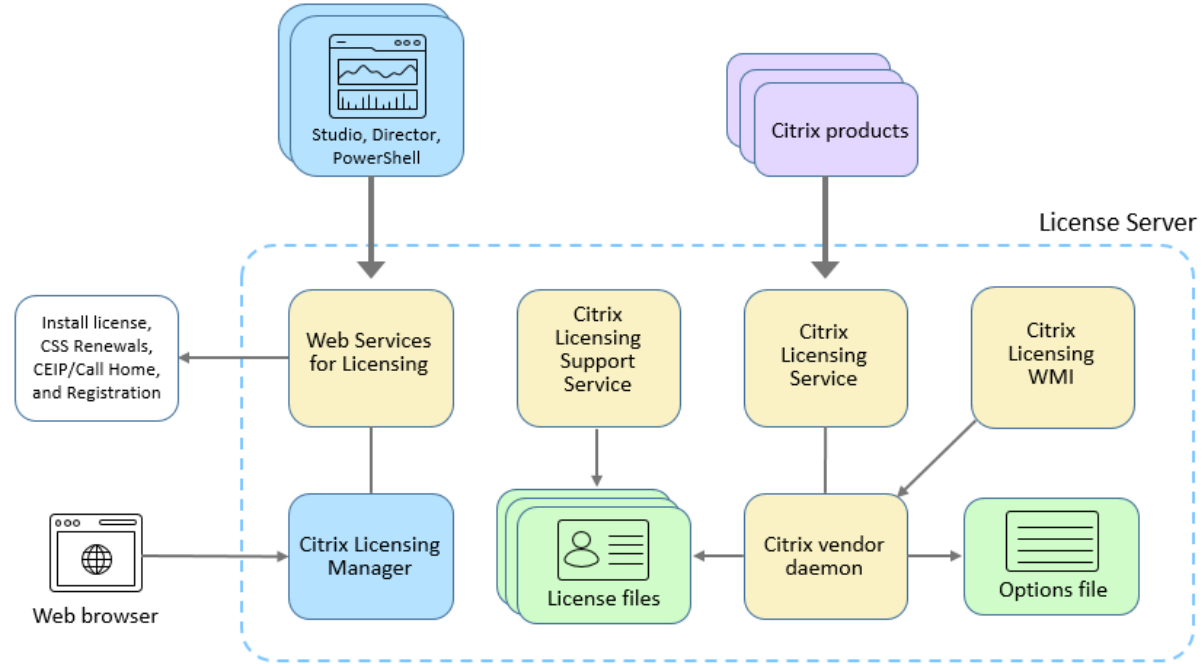 Studio, Director,
PowerShell
Citrix products
License Server
Install license,
CSS Renewals,
CEIP/Call Home,
and Registration
Web Services
for Licensing
Citrix
Licensing
Support
Service
Citrix
Licensing
Service
Citrix
Licensing
WMI
Web browser
Citrix Licensing
Manager
License files
Citrix vendor
daemon
Options file